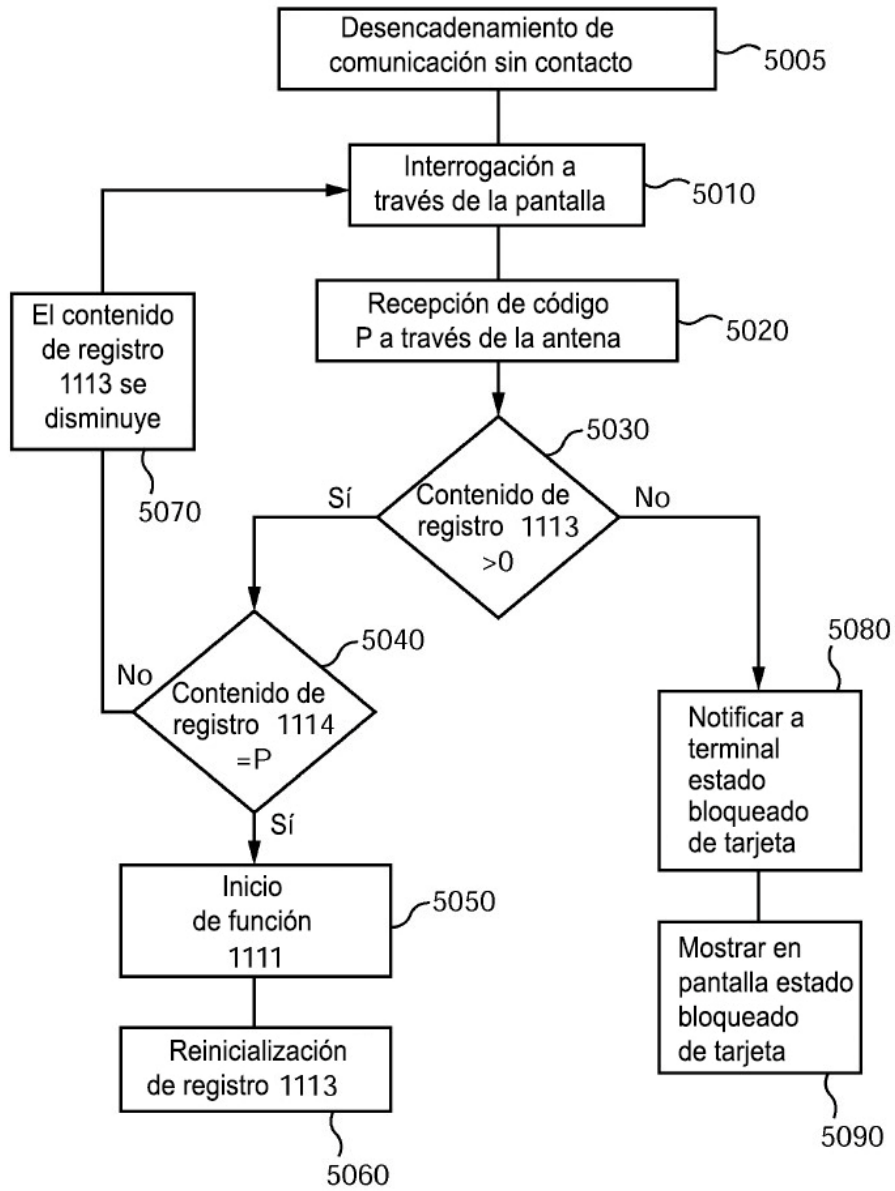 Desencadenamiento de
comunicación sin contacto
5005
Interrogación a
través de la pantalla
5010
Recepción de código
P a través de la antena
5020
El contenido
de registro
1113 se
disminuye
5070
5030
Contenido de
registro 1113
>0
Sí
No
5040
Contenido de
registro 1114
=P
No
Sí
5080
Notificar a
terminal
estado
bloqueado
de tarjeta
Inicio
de función
1111
5050
Mostrar en
pantalla estado
bloqueado
de tarjeta
5090
Reinicialización
de registro 1113
5060